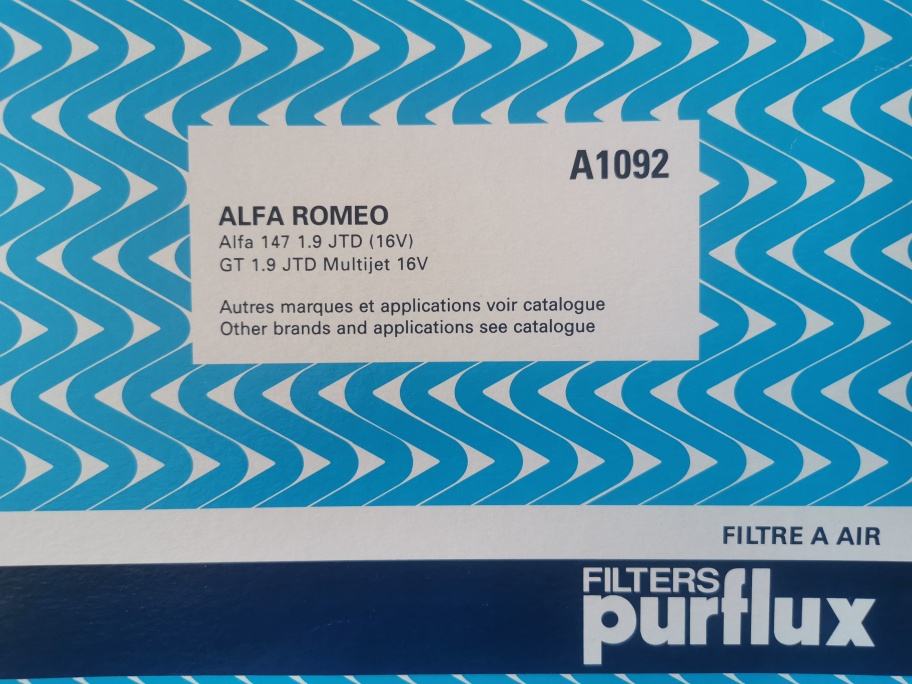 A1092
ALFA ROMEO
Alfa 147 1.9 JTD (16V)
GT 1.9 JTD Multijet 16V
Autres marques et applications voir catalogue
Other brands and applications see catalogue
FILTRE A AIR
FILTERS
purflux